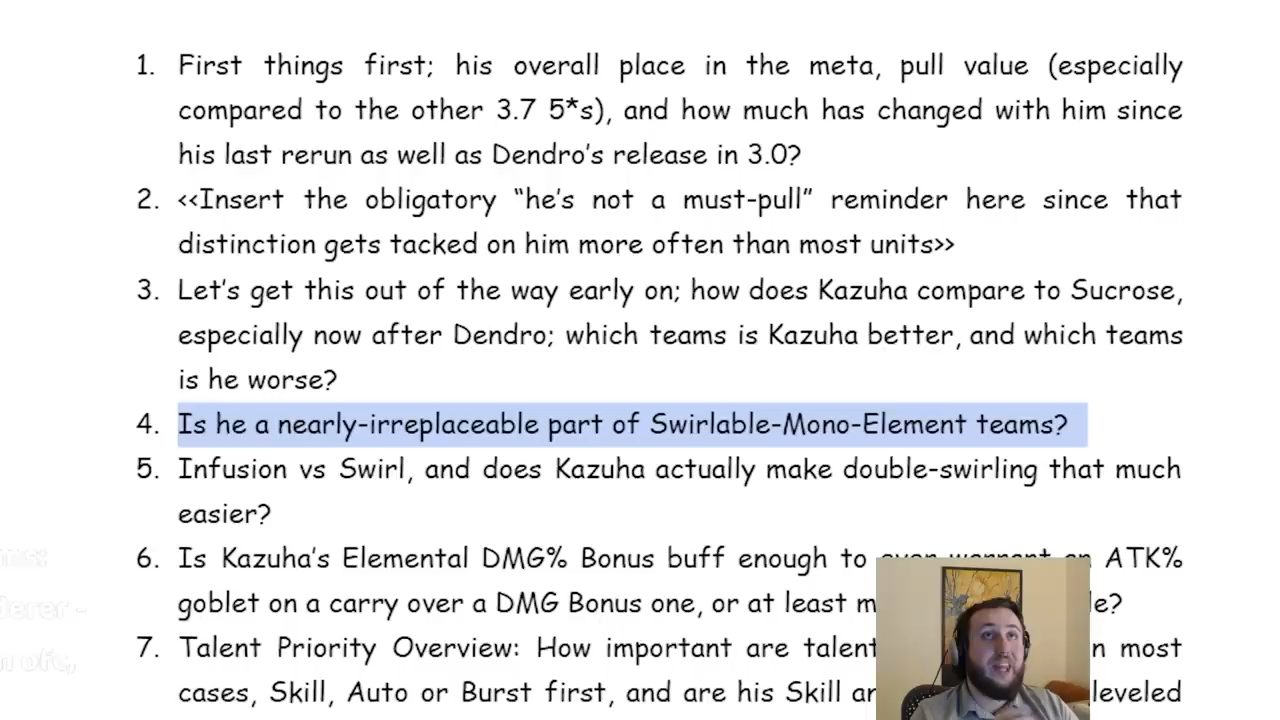 1. First things first; his overall place in the meta, pull value (especially
compared to the other 3.7 5*s), and how much has changed with him since
his last rerun as well as Dendro's release in 3.0?
2. <<Insert the obligatory “he's not a must-pull” reminder here since that
distinction gets tacked on him more often than most units>>
3. Let's get this out of the way early on; how does Kazuha compare to Sucrose,
especially now after Dendro; which teams is Kazuha better, and which teams
is he worse?
4. Is he a nearly-irreplaceable part of Swirlable-Mono-Element teams?
5. Infusion vs Swirl, and does Kazuha actually make double-swirling that much
easier?
6. Is Kazuha's Elemental DMG% Bonus buff enough to ATK%
goblet on a carry over a DMG Bonus one, or at least
7. Talent Priority Overview: How important are most
cases, Skill, Auto or Burst first, and are his Skill leveled